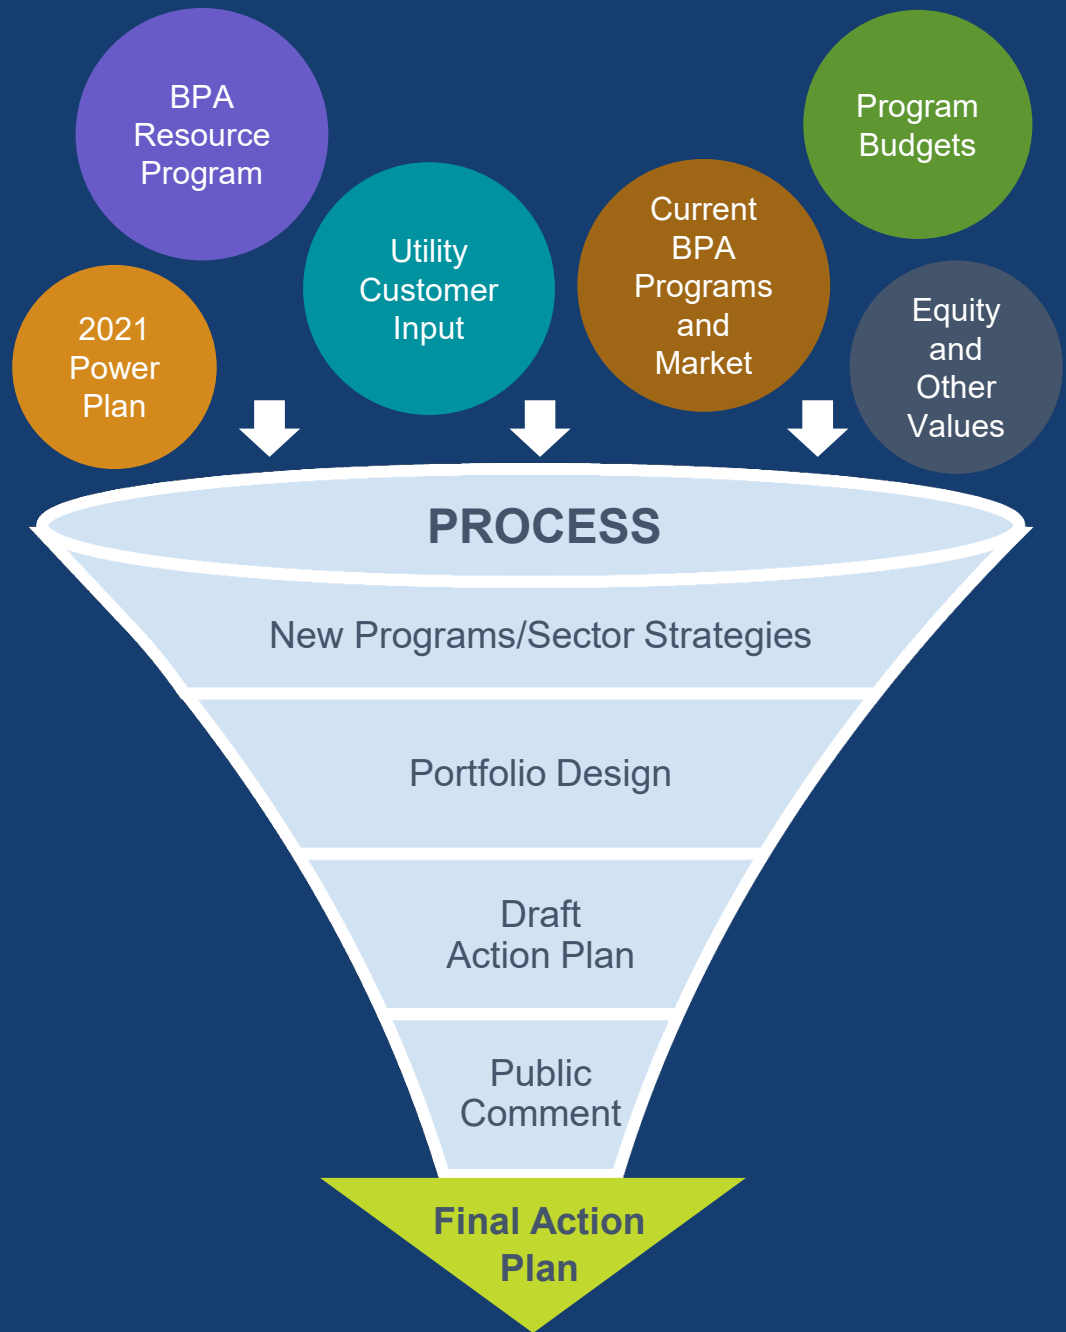 BPA
Resource
Program
Program
Budgets
Utility
Customer
Input
Current
BPA
Programs
and
Market
2021
Power
Plan
Equity
and
Other
Values
PROCESS
New Programs/Sector Strategies
Portfolio Design
Draft
Action Plan
Public
Comment
Final Action
Plan